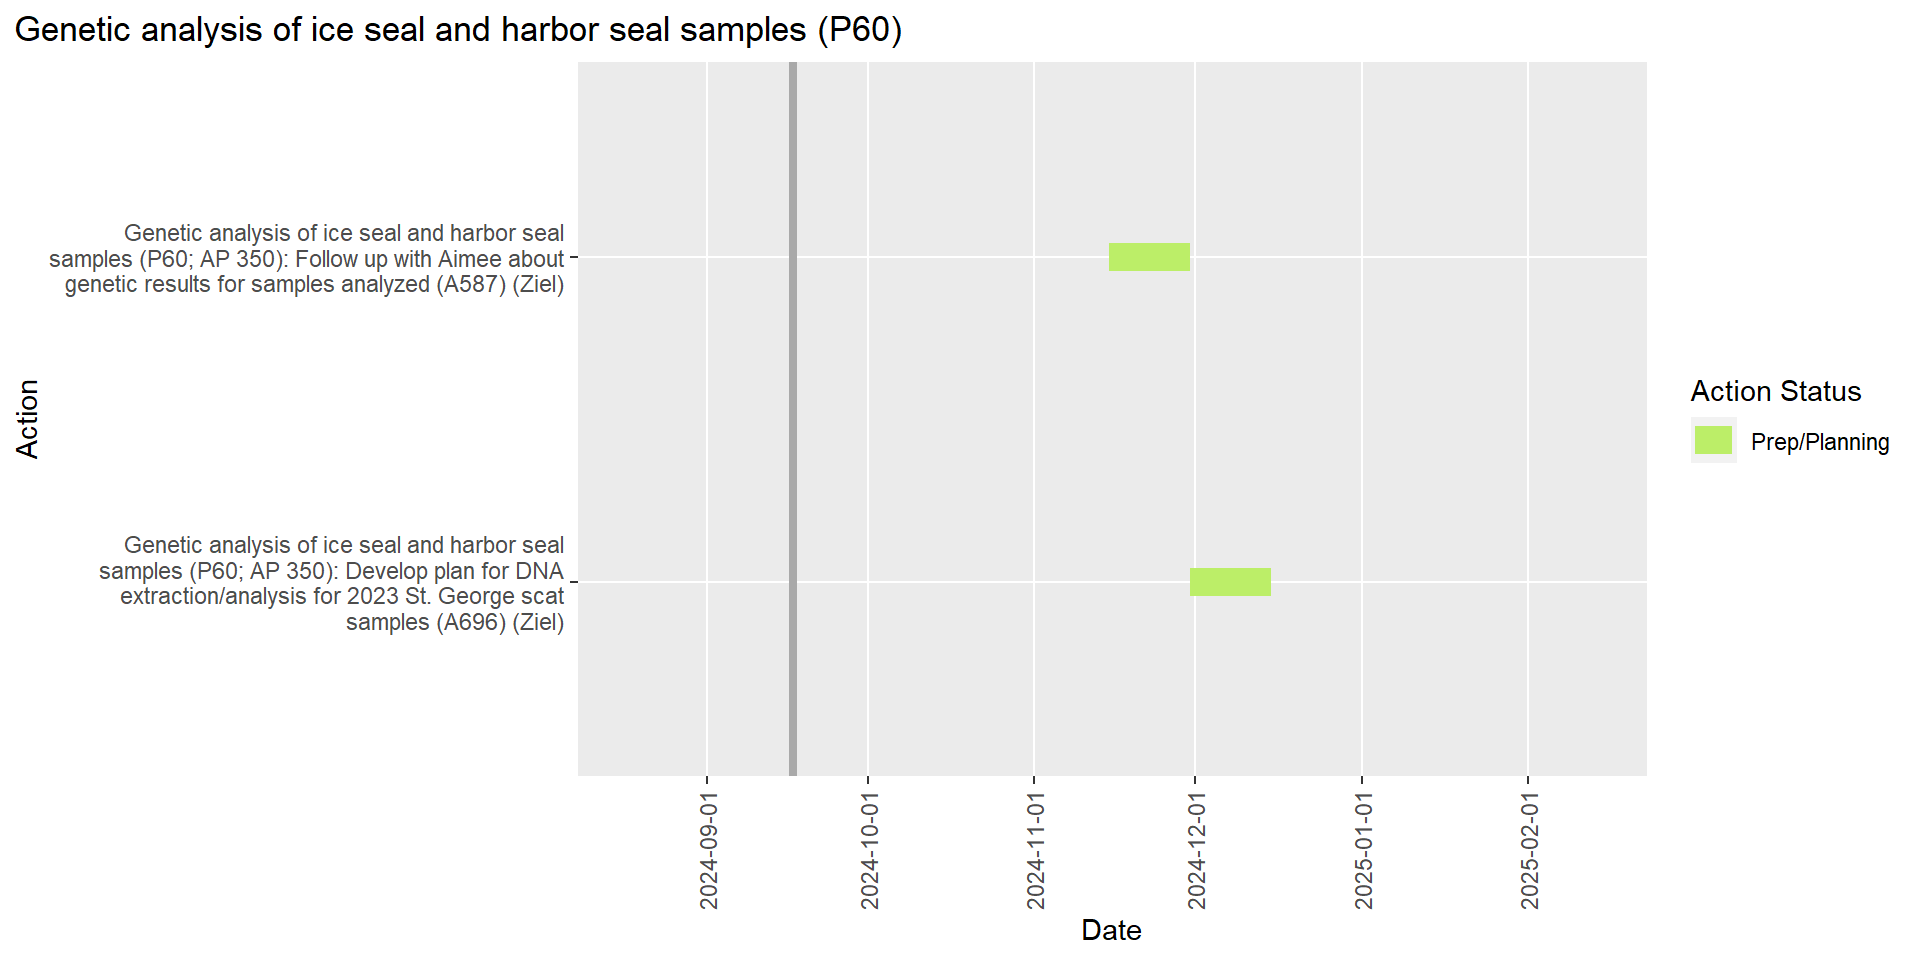 Genetic analysis of ice seal and harbor seal samples (P60)
Genetic analysis of ice seal and harbor seal
samples (P60; AP 350): Follow up with Aimee about
genetic results for samples analyzed (A587) (Ziel)
Genetic analysis of ice seal and harbor seal
samples (P60; AP 350): Develop plan for DNA
extraction/analysis for 2023 St. George scat
samples (A696) (Ziel)
Action
2024-09-01
2024-10-01
2024-11-01
2024-12-01
2025-01-01
2025-02-01
Date
Action Status
Prep/Planning